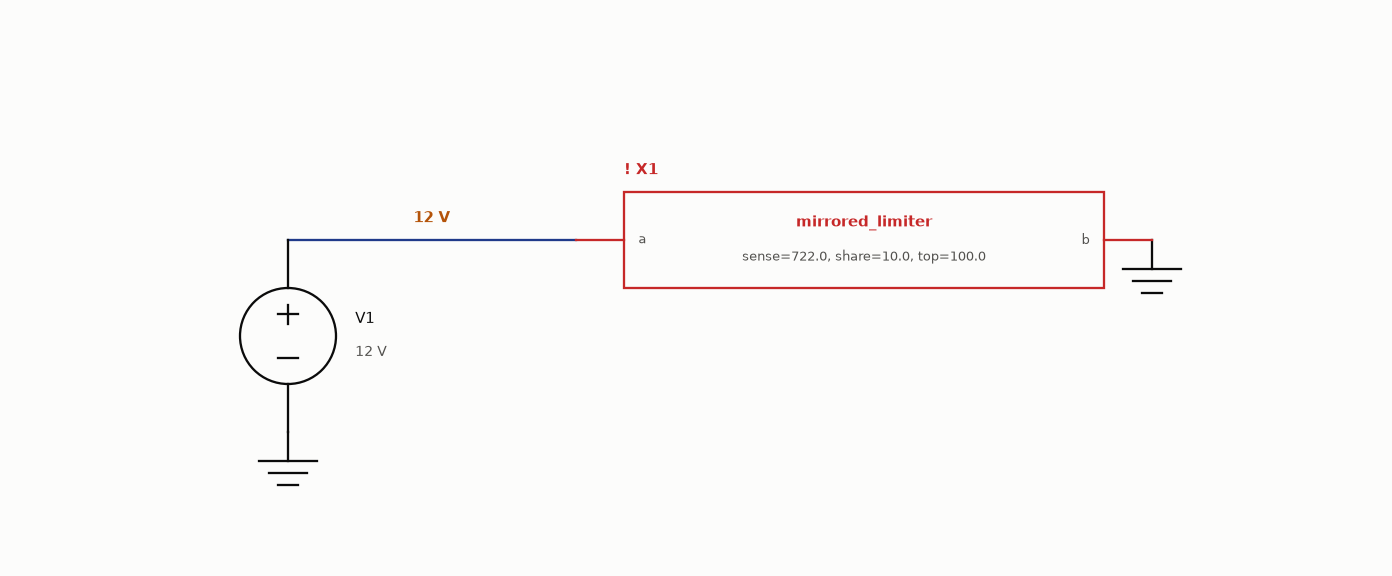 ! X1
12 V
mirrored_limiter
a
b
sense=722.0, share=10.0, top=100.0
V1
12 V